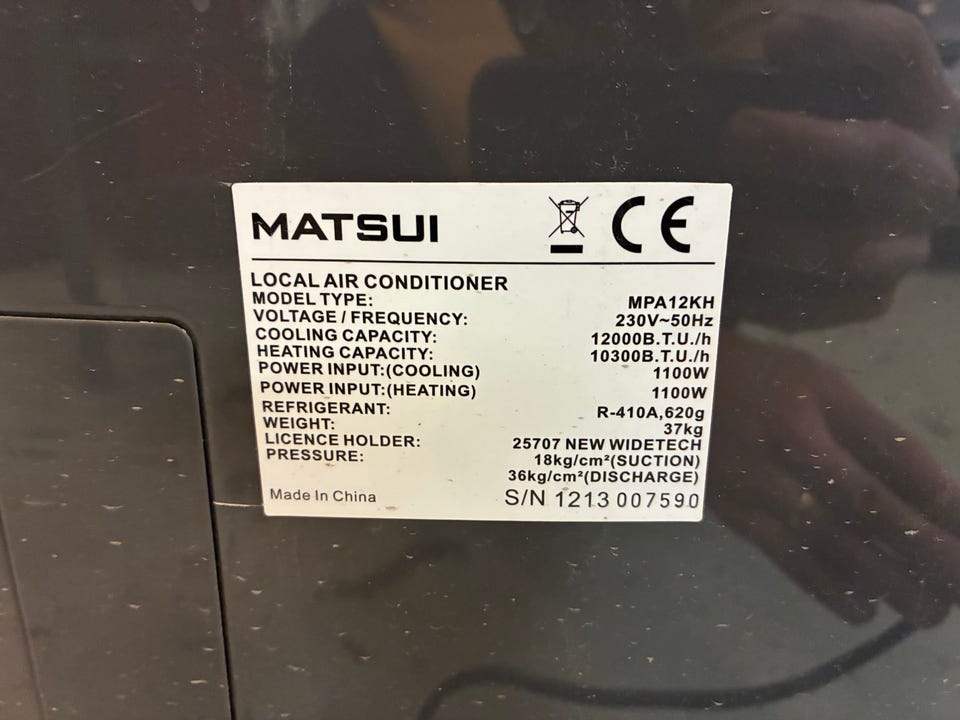 MATSUI CE
LOCAL AIR CONDITIONER
MODEL TYPE: MPA12KH
VOLTAGE / FREQUENCY: 230V~50Hz
COOLING CAPACITY: 12000B.T.U./h
HEATING CAPACITY: 10300B.T.U./h
POWER INPUT:(COOLING) 1100W
POWER INPUT:(HEATING) 1100W
REFRIGERANT: R-410A,620g
WEIGHT: 37kg
LICENCE HOLDER: 25707 NEW WIDETECH
PRESSURE: 18kg/cm²(SUCTION)
36kg/cm²(DISCHARGE)
Made In China S/N 1213 007590